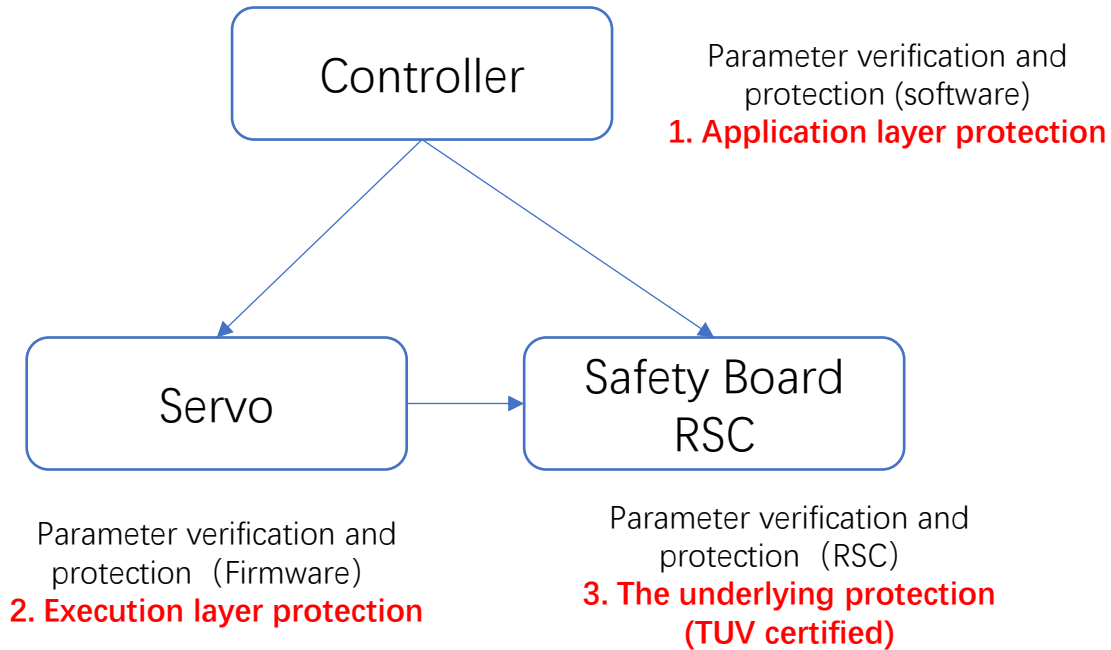 Controller
Parameter verification and
protection (software)
1. Application layer protection
Servo
Safety Board
RSC
Parameter verification and
protection（Firmware）
2. Execution layer protection
Parameter verification and
protection（RSC）
3. The underlying protection
(TUV certified)